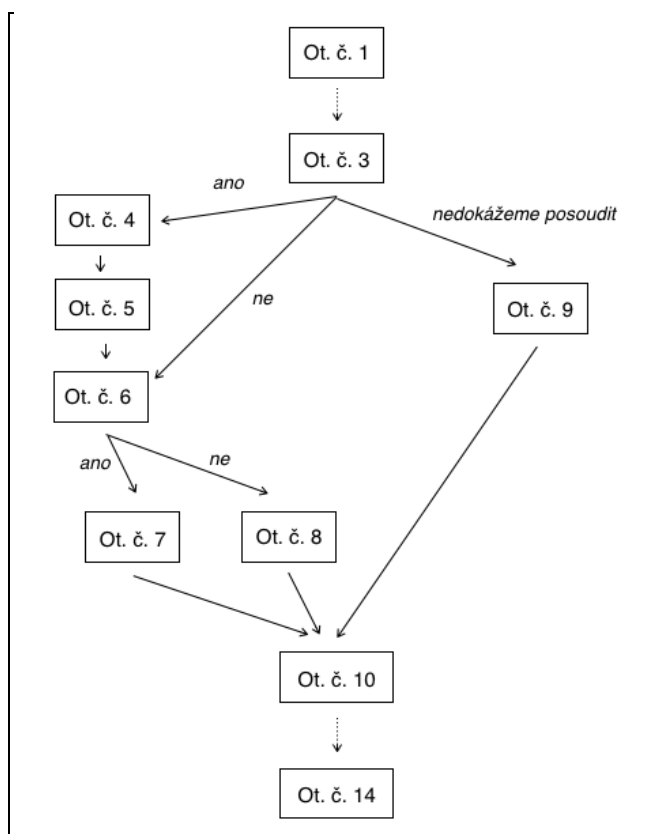 Ot. č. 1
Ot. č. 3
ano
Ot. č. 4
nedokážeme posoudit
Ot. č. 5
ne
Ot. č. 9
Ot. č. 6
ano
ne
Ot. č. 7
Ot. č. 8
Ot. č. 10
Ot. č. 14